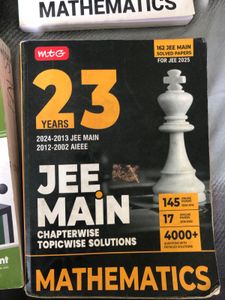 MATHEMATICS
mtG
162 JEE MAIN
SOLVED PAPERS
FOR JEE 2025
23
YEARS
2024-2013 JEE MAIN
2012-2002 AIEEE
JEE
MAIN
CHAPTERWISE
TOPICWISE SOLUTIONS
145
17
4000+
MATHEMATICS